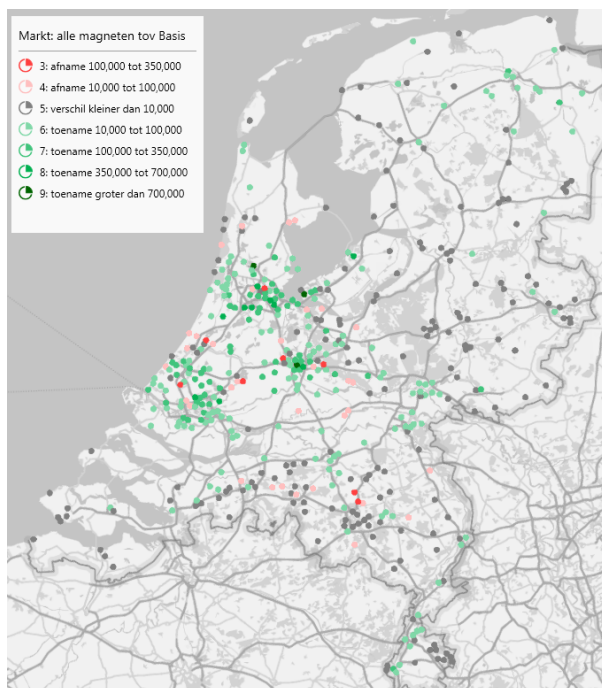 Markt: alle magneten tov Basis
3: afname 100,000 tot 350,000
4: afname 10,000 tot 100,000
5: verschil kleiner dan 10,000
6: toename 10,000 tot 100,000
7: toename 100,000 tot 350,000
8: toename 350,000 tot 700,000
9: toename groter dan 700,000